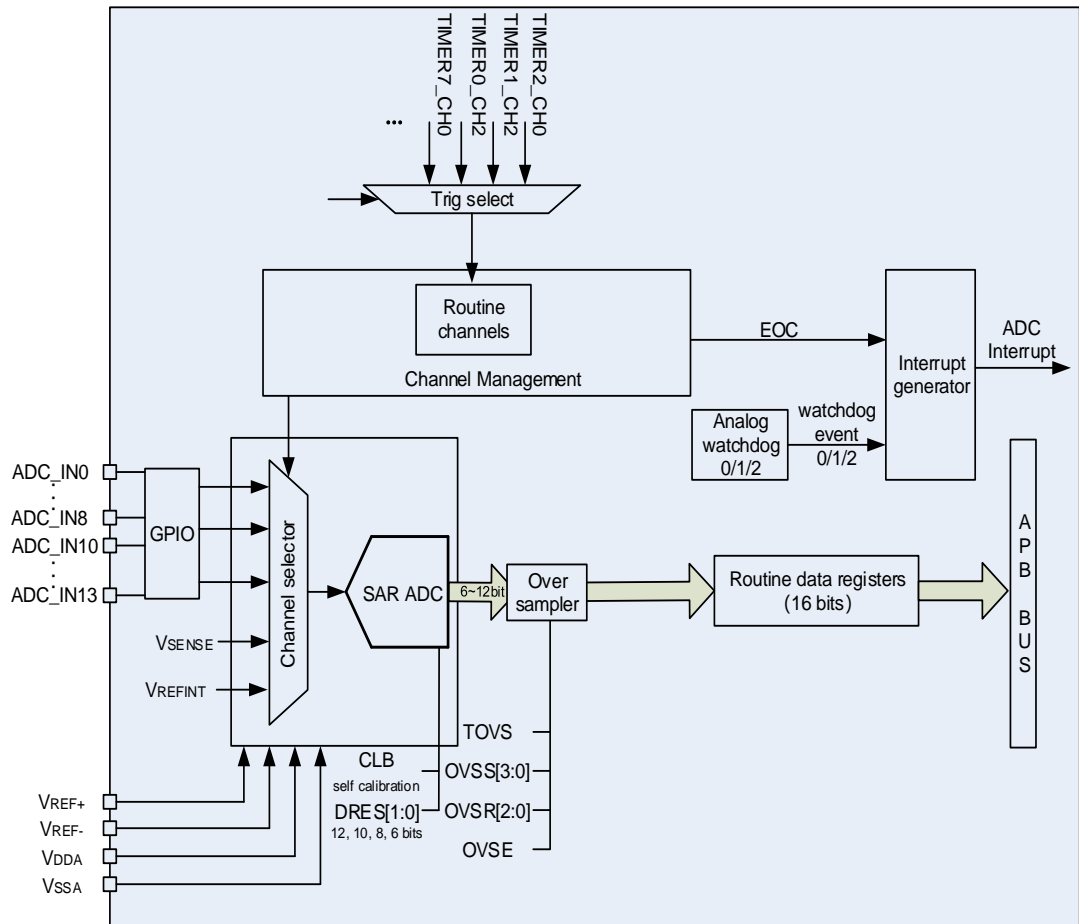 TIMER7_CH0
TIMER0_CH2
TIMER1_CH2
TIMER2_CH0
...
Trig select
Routine
channels
Channel Management
EOC
Interrupt
generator
ADC
Interrupt
Analog
watchdog
0/1/2
watchdog
event
0/1/2
ADC_IN0
ADC_IN8
ADC_IN10
ADC_IN13
GPIO
Channel selector
SAR ADC
6~12bit
Over
sampler
Routine data registers
(16 bits)
APB BUS
VSENSE
VREFINT
CLB
self calibration
DRES[1:0]
12, 10, 8, 6 bits
TOVS
OVSS[3:0]
OVSR[2:0]
OVSE
VREF+
VREF-
VDDA
VSSA